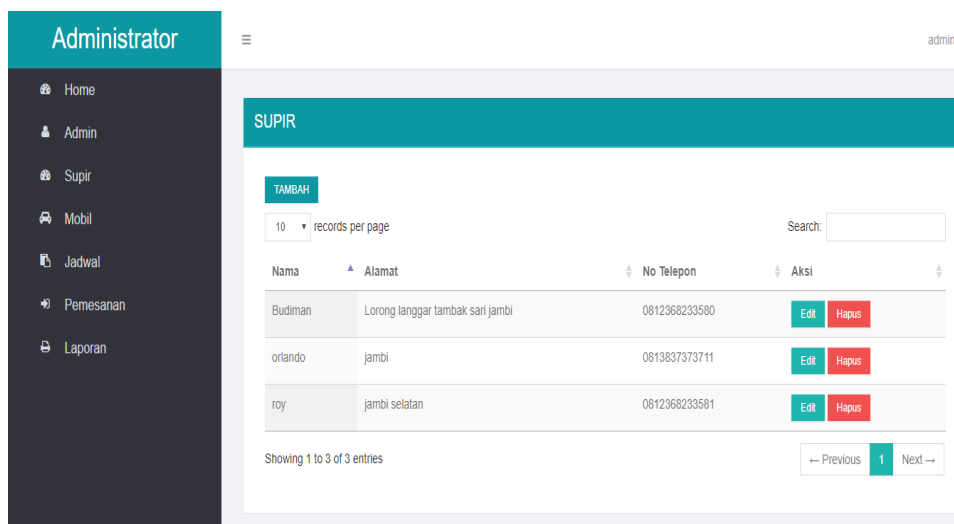 Administrator
admin
Home
Admin
Supir
Mobil
Jadwal
Pemesanan
Laporan
SUPIR
TAMBAH
10 records per page Search:
Nama Alamat No Telepon Aksi
Budiman Lorong langgar tambak sari jambi 0812368233580 Edit Hapus
orlando jambi 0813837373711 Edit Hapus
roy jambi selatan 0812368233581 Edit Hapus
Showing 1 to 3 of 3 entries ← Previous 1 Next →